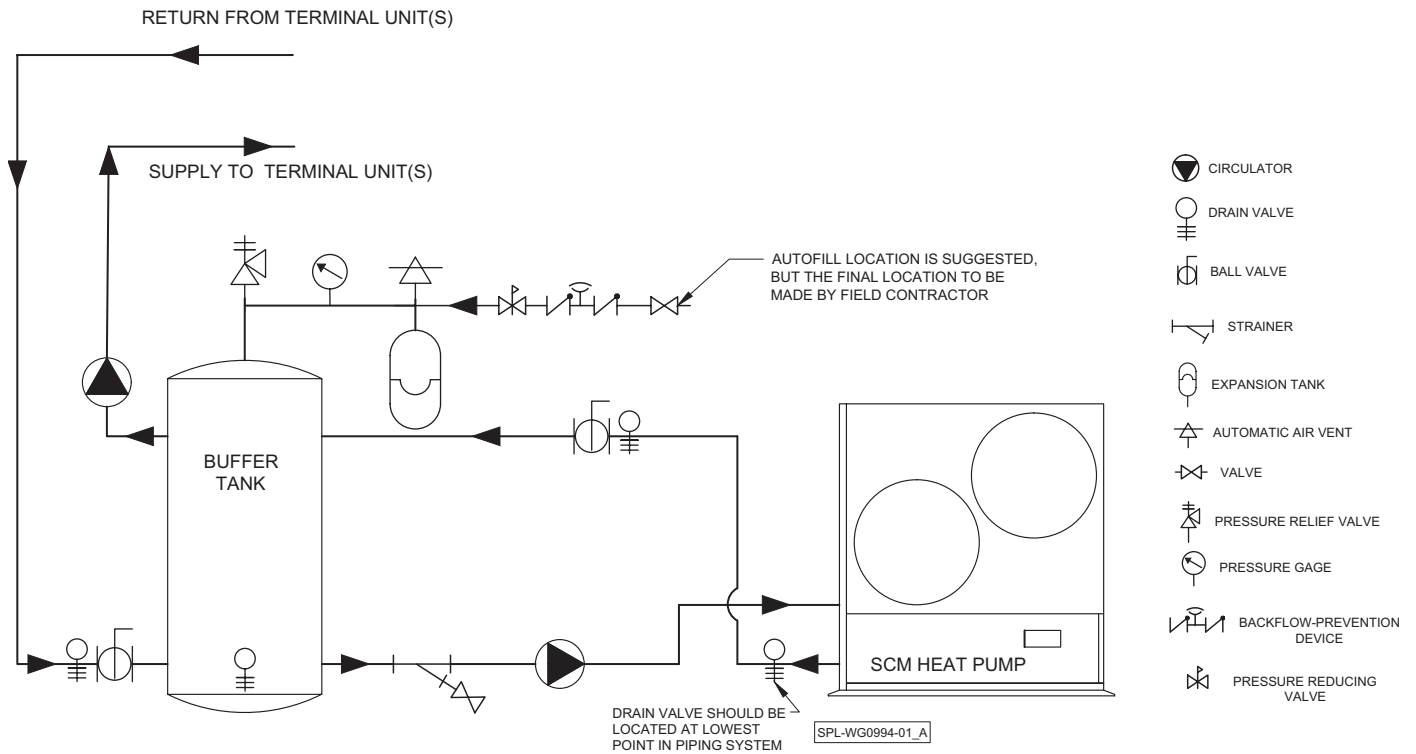 RETURN FROM TERMINAL UNIT(S)
SUPPLY TO TERMINAL UNIT(S)
AUTOFILL LOCATION IS SUGGESTED,
BUT THE FINAL LOCATION TO BE
MADE BY FIELD CONTRACTOR
BUFFER
TANK
SCM HEAT PUMP
DRAIN VALVE SHOULD BE
LOCATED AT LOWEST
POINT IN PIPING SYSTEM
SPL-WG0994-01_A
CIRCULATOR
DRAIN VALVE
BALL VALVE
STRAINER
EXPANSION TANK
AUTOMATIC AIR VENT
VALVE
PRESSURE RELIEF VALVE
PRESSURE GAGE
BACKFLOW-PREVENTION
DEVICE
PRESSURE REDUCING
VALVE